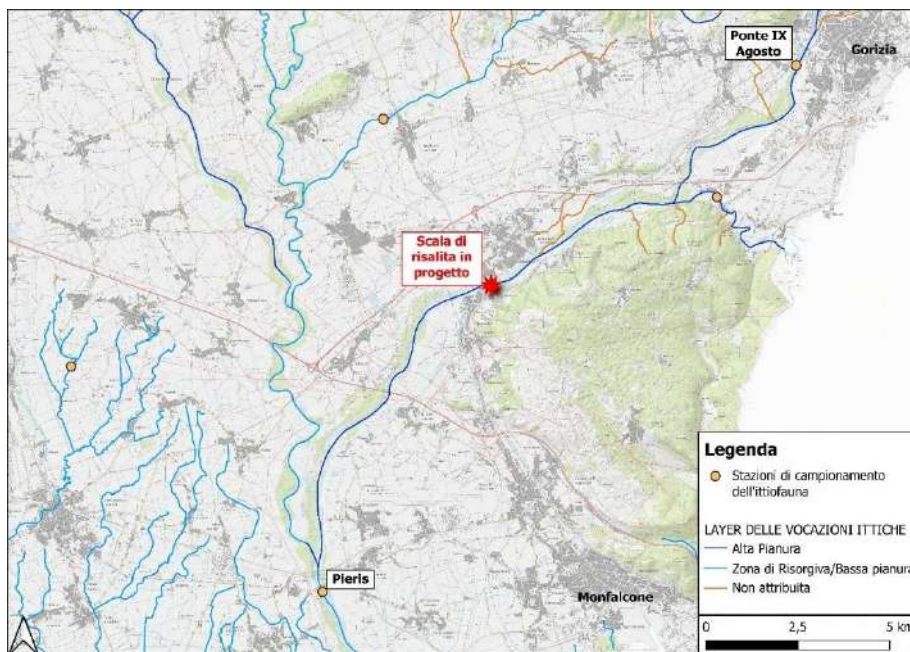 Ponte IX
Agosto
Gorizia
Scala di
risalita in
progetto
Pieris
Monfalcone
Legenda
Stazioni di campionamento
dell'ittiofauna
LAYER DELLE VOCAZIONI ITTICHE
Alta Pianura
Zona di Risorgiva/Bassa pianura
Non attribuita
0
2,5
5 km